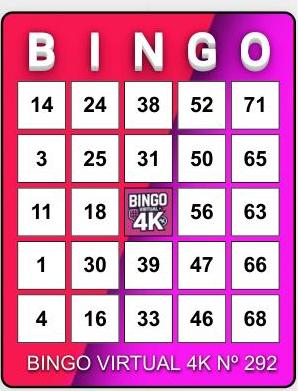 B I N G O
14 24 38 52 71
3 25 31 50 65
11 18 BINGO VIRTUAL 4K 56 63
1 30 39 47 66
4 16 33 46 68
BINGO VIRTUAL 4K Nº 292